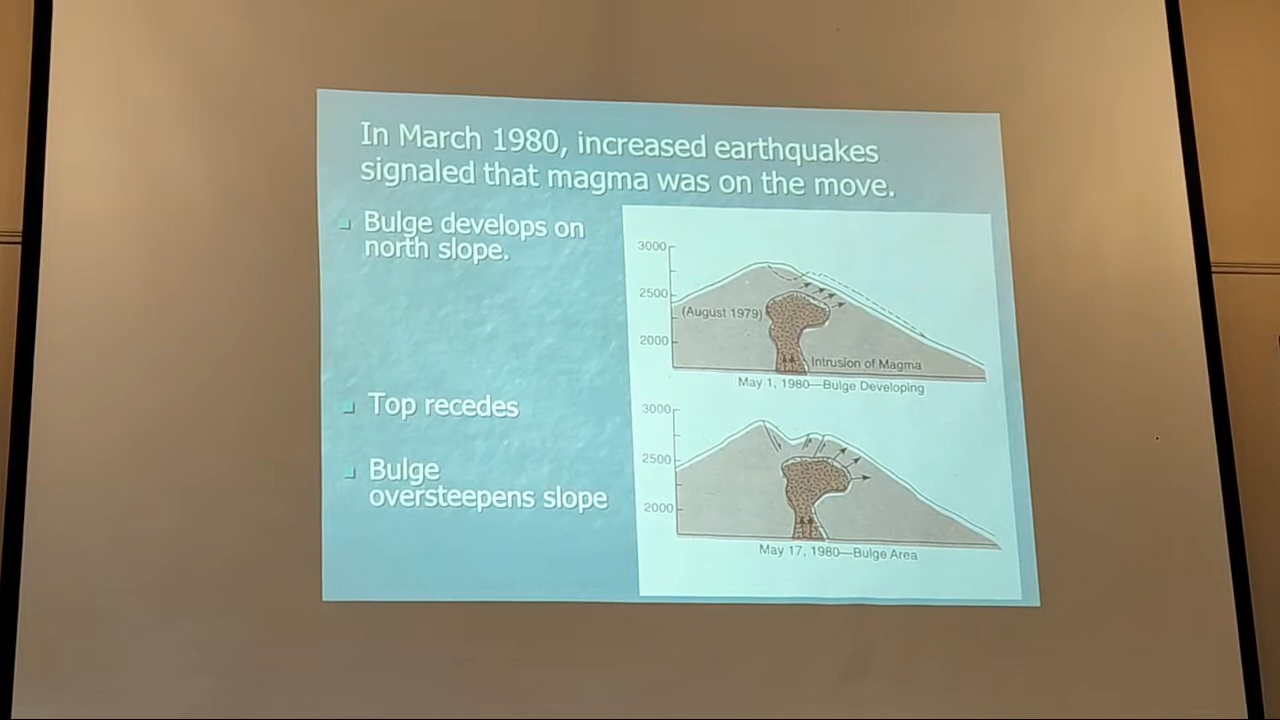 In March 1980, increased earthquakes
signaled that magma was on the move.
Bulge develops on
north slope.
Top recedes
Bulge
oversteepens slope
3000
2500
(August 1979)
2000
Intrusion of Magma
May 1, 1980—Bulge Developing
3000
2500
2000
May 17, 1980—Bulge Area